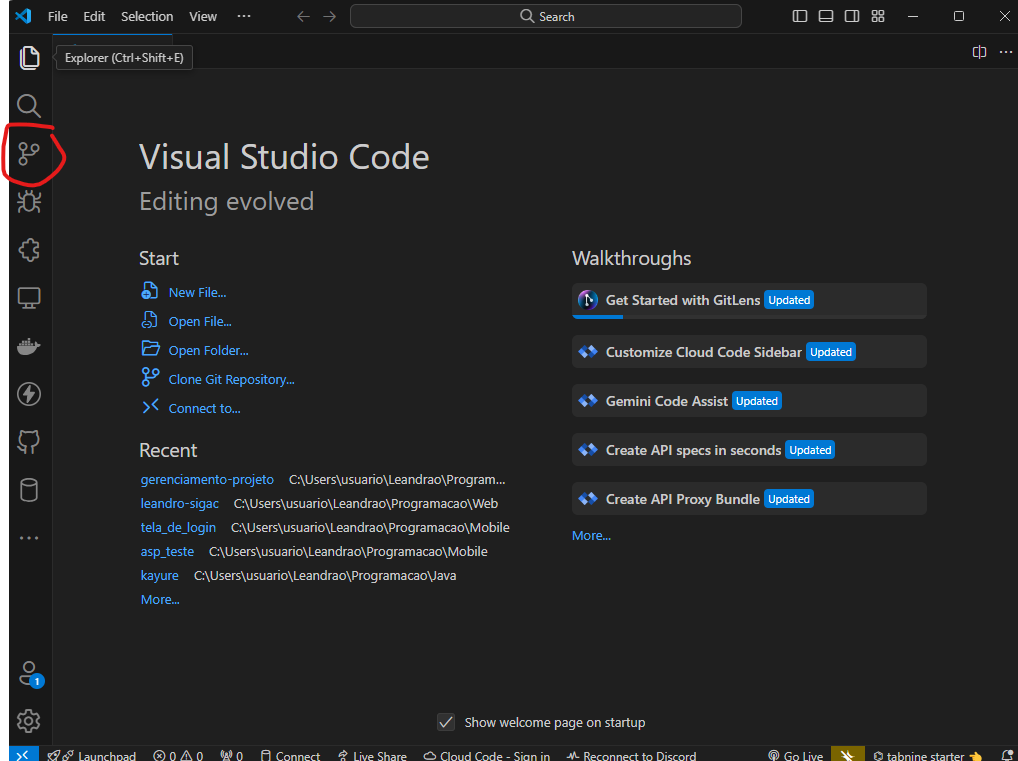 File Edit Selection View ··· Search
Explorer (Ctrl+Shift+E)
Visual Studio Code
Editing evolved
Start
New File...
Open File...
Open Folder...
Clone Git Repository...
Connect to...
Recent
gerenciamento-projeto C:\Users\usuario\Leandrao\Program...
leandro-sigac C:\Users\usuario\Leandrao\Programacao\Web
tela_de_login C:\Users\usuario\Leandrao\Programacao\Mobile
asp_teste C:\Users\usuario\Leandrao\Programacao\Mobile
kayure C:\Users\usuario\Leandrao\Programacao\Java
More...
Walkthroughs
Get Started with GitLens Updated
Customize Cloud Code Sidebar Updated
Gemini Code Assist Updated
Create API specs in seconds Updated
Create API Proxy Bundle Updated
More...
1
Show welcome page on startup
Launchpad 0 0 0 Connect Live Share Cloud Code - Sign in Reconnect to Discord Go Live tabnine starter